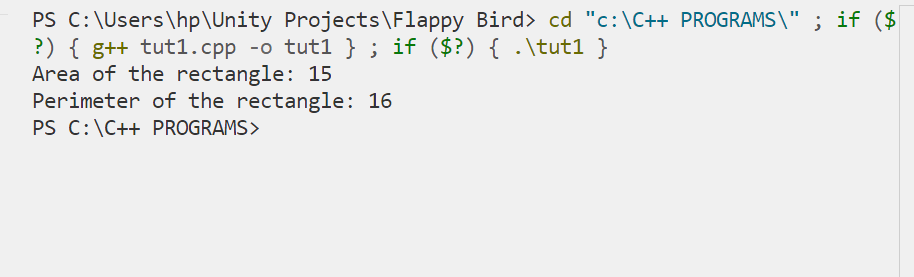 PS C:\Users\hp\Unity Projects\Flappy Bird> cd "c:\C++ PROGRAMS\" ; if ($
?) { g++ tut1.cpp -o tut1 } ; if ($?) { .\tut1 }
Area of the rectangle: 15
Perimeter of the rectangle: 16
PS C:\C++ PROGRAMS>